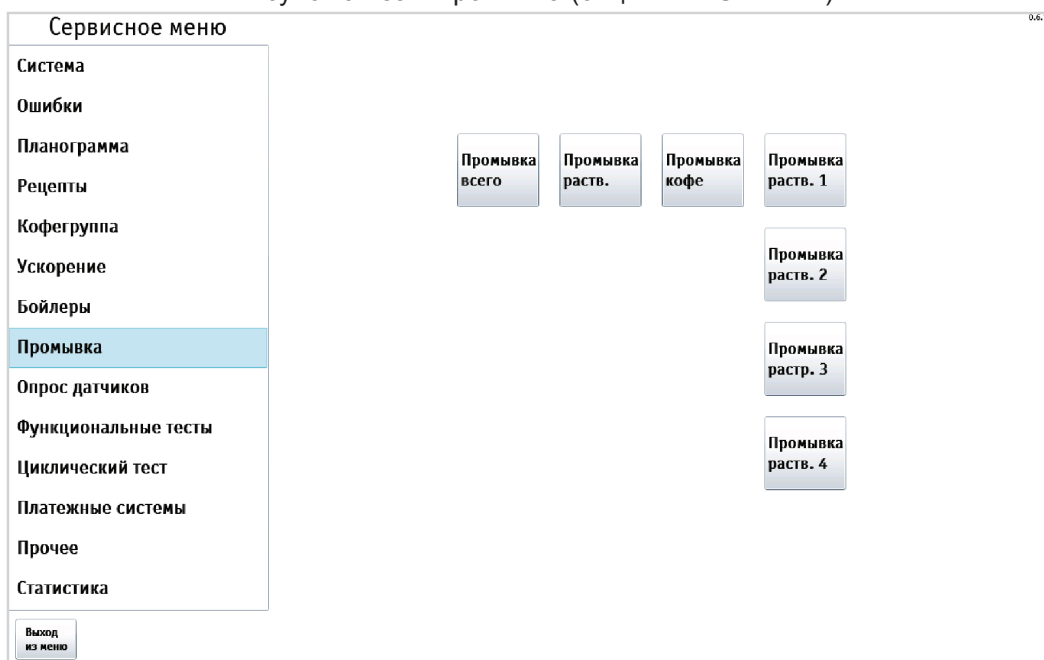 Сервисное меню
0.6.
Система
Ошибки
Планограмма
Рецепты
Кофегруппа
Ускорение
Бойлеры
Промывка
Опрос датчиков
Функциональные тесты
Циклический тест
Платежные системы
Прочее
Статистика
Выход
из меню
Промывка
всего
Промывка
раств.
Промывка
кофе
Промывка
раств. 1
Промывка
раств. 2
Промывка
растр. 3
Промывка
раств. 4